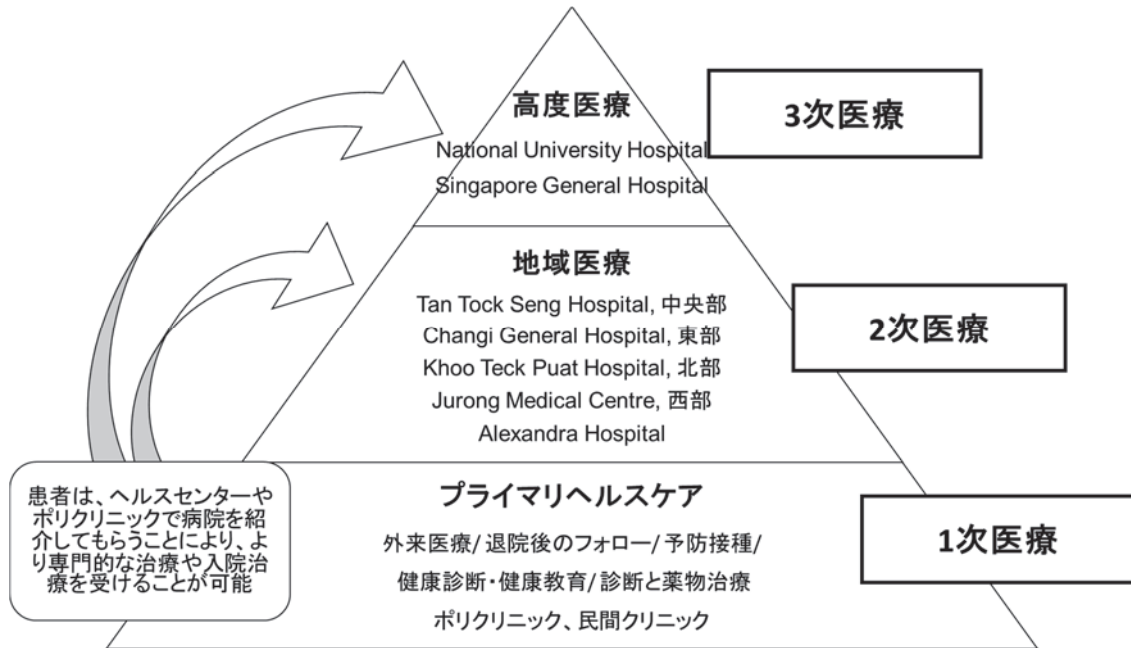 高度医療
National University Hospital
Singapore General Hospital
3次医療
地域医療
Tan Tock Seng Hospital, 中央部
Changi General Hospital, 東部
Khoo Teck Puat Hospital, 北部
Jurong Medical Centre, 西部
Alexandra Hospital
2次医療
患者は、ヘルスセンターや
ポリクリニックで病院を紹
介してもらうことにより、よ
り専門的な治療や入院治
療を受けることが可能
プライマリヘルスケア
外来医療/ 退院後のフォロー/ 予防接種/
健康診断・健康教育/ 診断と薬物治療
ポリクリニック、民間クリニック
1次医療